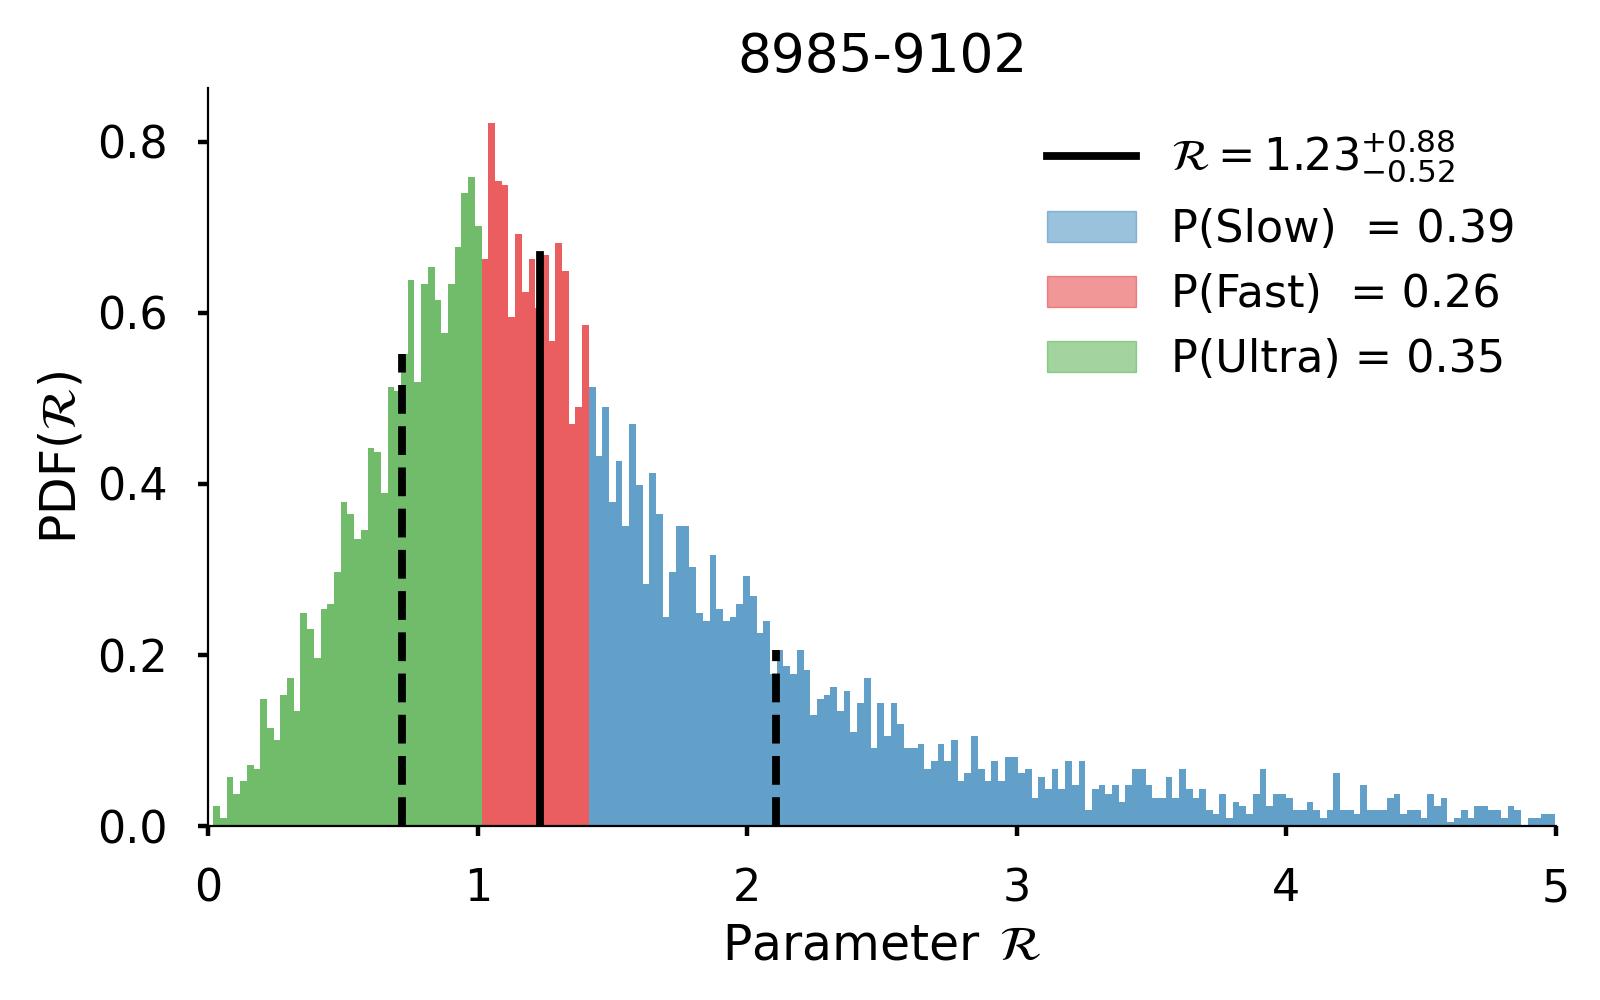 8985-9102
ℛ = 1.23+0.88−0.52
P(Slow) = 0.39
P(Fast) = 0.26
P(Ultra) = 0.35
PDF(ℛ)
0.8
0.6
0.4
0.2
0.0
0 1 2 3 4 5
Parameter ℛ